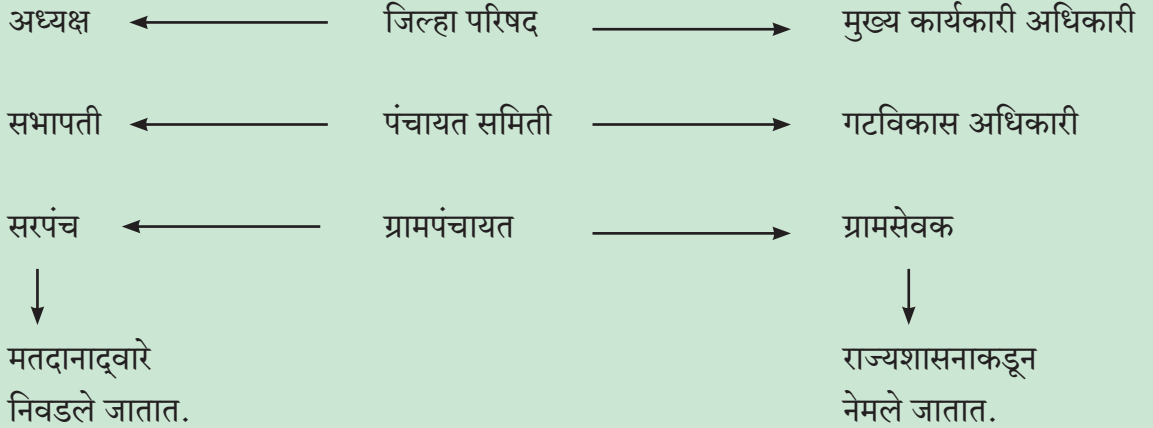 अध्यक्ष जिल्हा परिषद मुख्य कार्यकारी अधिकारी
सभापती पंचायत समिती गटविकास अधिकारी
सरपंच ग्रामपंचायत ग्रामसेवक
मतदानाद्‌वारे राज्यशासनाकडून
निवडले जातात. नेमले जातात.